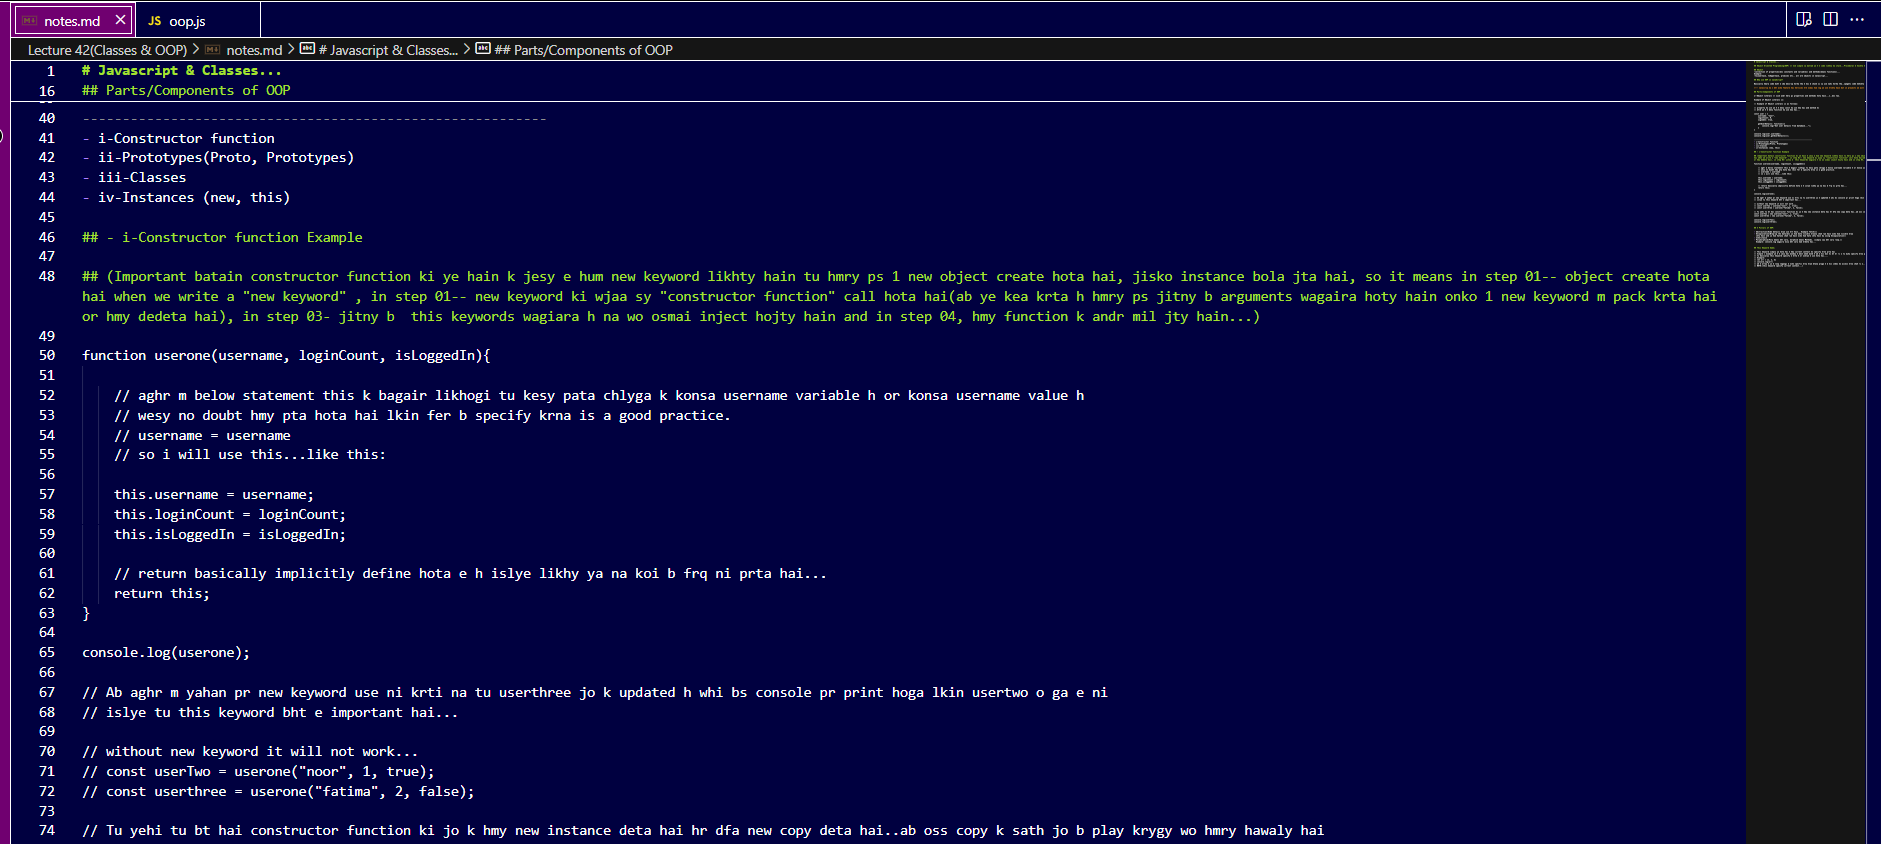 notes.md
JS oop.js
Lecture 42(Classes & OOP) > notes.md > # Javascript & Classes... > ## Parts/Components of OOP
1 # Javascript & Classes...
16 ## Parts/Components of OOP
40 ----------------------------------------------------------
41 - i-Constructor function
42 - ii-Prototypes(Proto, Prototypes)
43 - iii-Classes
44 - iv-Instances (new, this)
45
46 ## - i-Constructor function Example
47
48 ## (Important batain constructor function ki ye hain k jesy e hum new keyword likhty hain tu hmry ps 1 new object create hota hai, jisko instance bola jta hai, so it means in step 01-- object create hota
hai when we write a "new keyword" , in step 01-- new keyword ki wjaa sy "constructor function" call hota hai(ab ye kea krta h hmry ps jitny b arguments wagaira hoty hain onko 1 new keyword m pack krta hai
or hmy dedeta hai), in step 03- jitny b  this keywords wagiara h na wo osmai inject hojty hain and in step 04, hmy function k andr mil jty hain...)
49
50 function userone(username, loginCount, isLoggedIn){
51
52 // aghr m below statement this k bagair likhogi tu kesy pata chlyga k konsa username variable h or konsa username value h
53 // wesy no doubt hmy pta hota hai lkin fer b specify krna is a good practice.
54 // username = username
55 // so i will use this...like this:
56
57 this.username = username;
58 this.loginCount = loginCount;
59 this.isLoggedIn = isLoggedIn;
60
61 // return basically implicitly define hota e h islye likhy ya na koi b frq ni prta hai...
62 return this;
63 }
64
65 console.log(userone);
66
67 // Ab aghr m yahan pr new keyword use ni krti na tu userthree jo k updated h whi bs console pr print hoga lkin usertwo o ga e ni
68 // islye tu this keyword bht e important hai...
69
70 // without new keyword it will not work...
71 // const userTwo = userone("noor", 1, true);
72 // const userthree = userone("fatima", 2, false);
73
74 // Tu yehi tu bt hai constructor function ki jo k hmy new instance deta hai hr dfa new copy deta hai..ab oss copy k sath jo b play krygy wo hmry hawaly hai